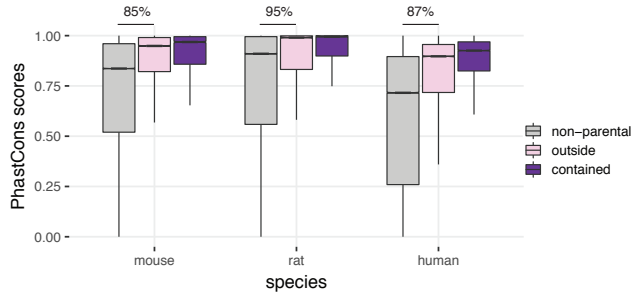 85%
95%
87%
1.00
0.75
0.50
0.25
0.00
PhastCons scores
mouse
rat
human
species
non−parental
outside
contained